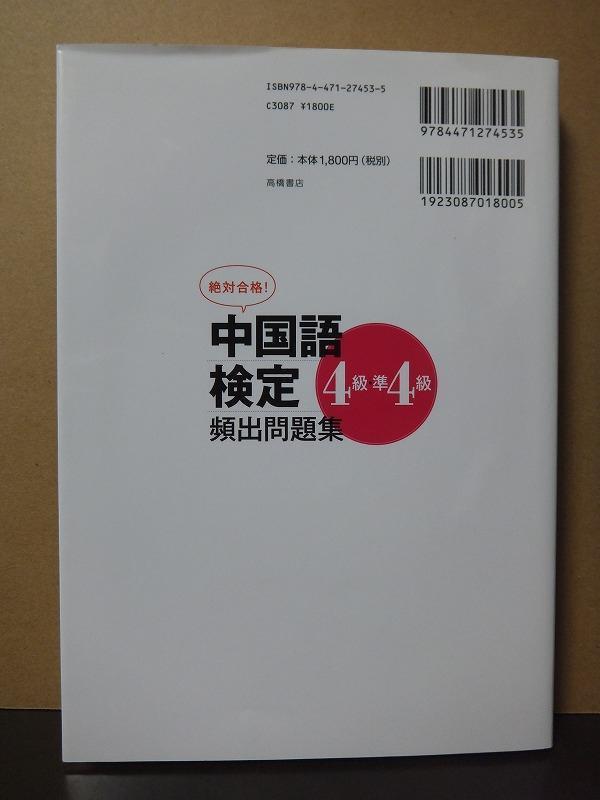 ISBN978-4-471-27453-5
C3087 ¥1800E
9784471274535
定価：本体1,800円（税別）
高橋書店
1923087018005
絶対合格！
中国語
検定
4級準4級
頻出問題集